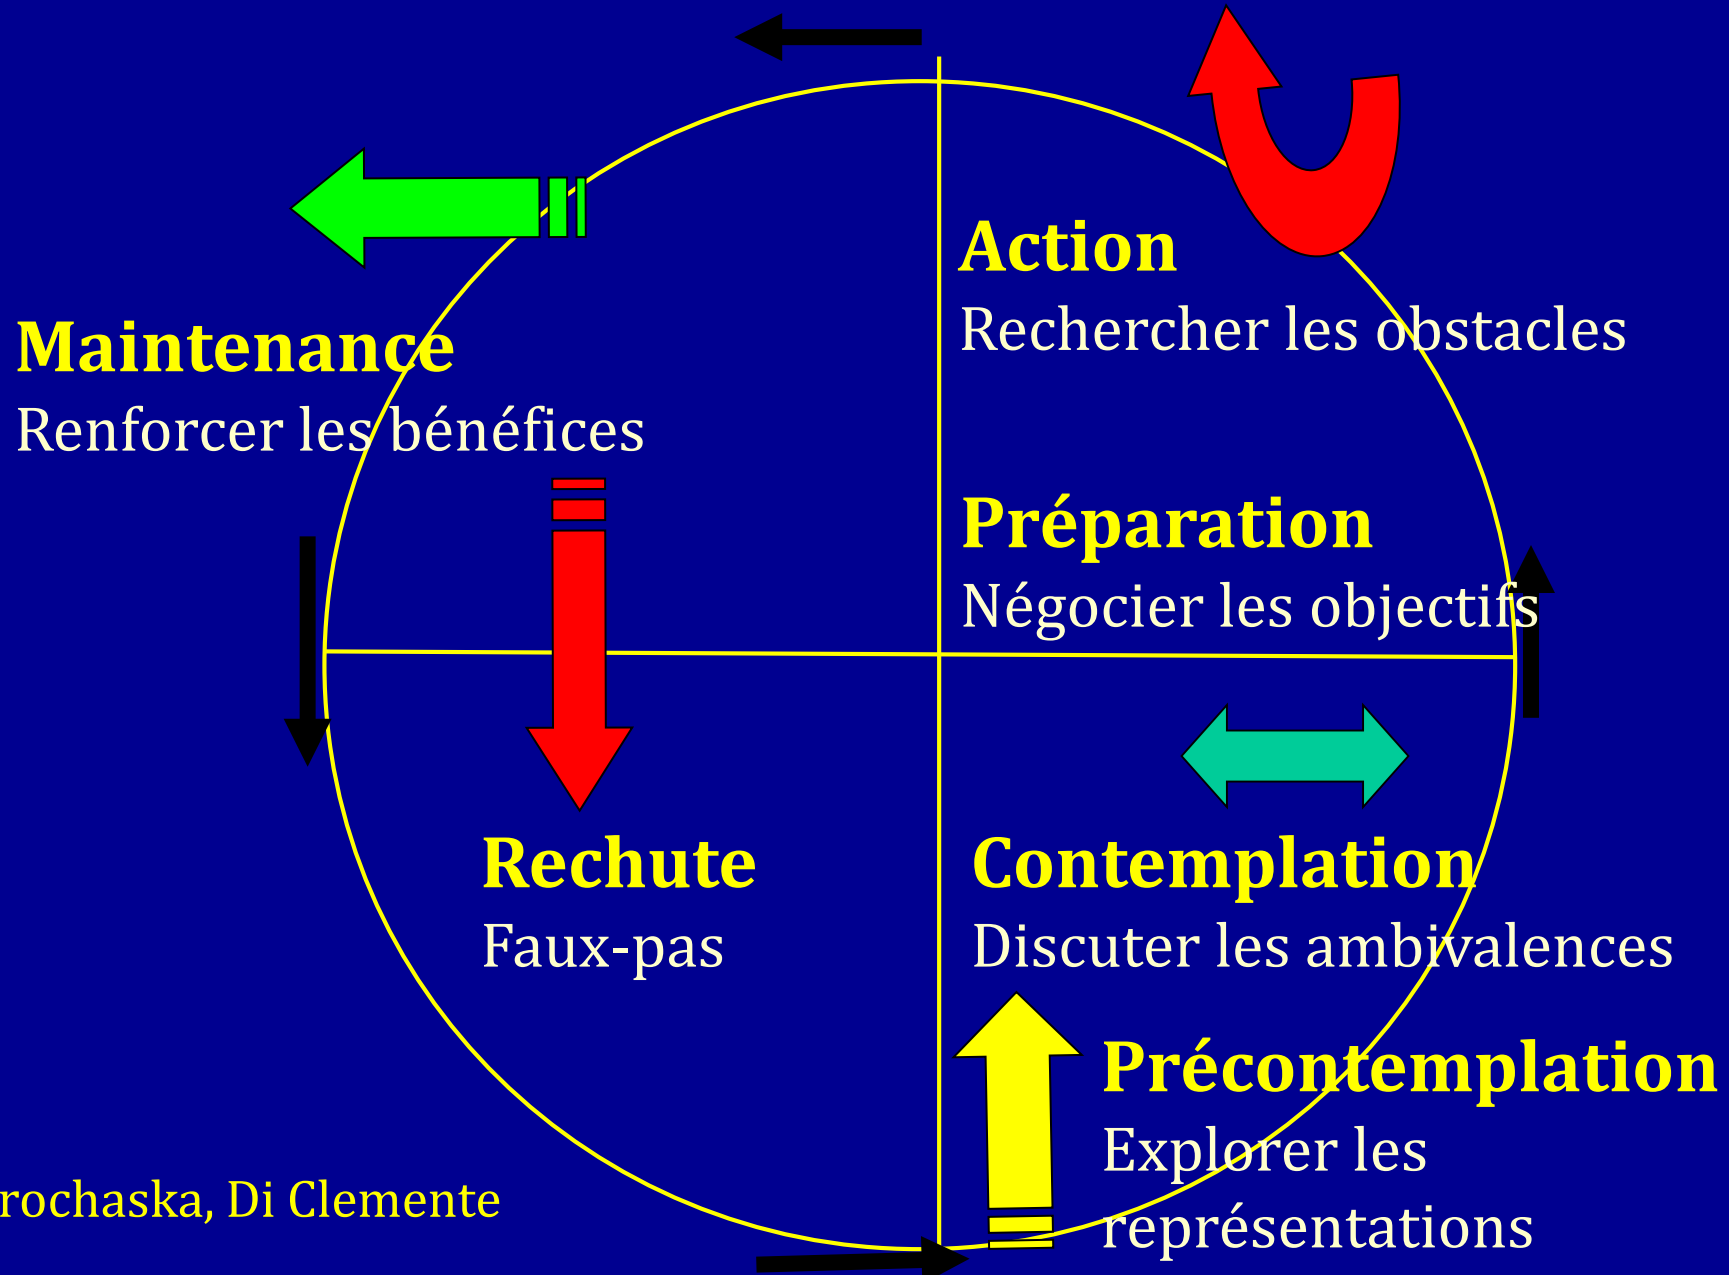 Action
Rechercher les obstacles
Maintenance
Renforcer les bénéfices
Préparation
Négocier les objectifs
Rechute
Faux-pas
Contemplation
Discuter les ambivalences
Précontemplation
Explorer les
représentations
rochaska, Di Clemente